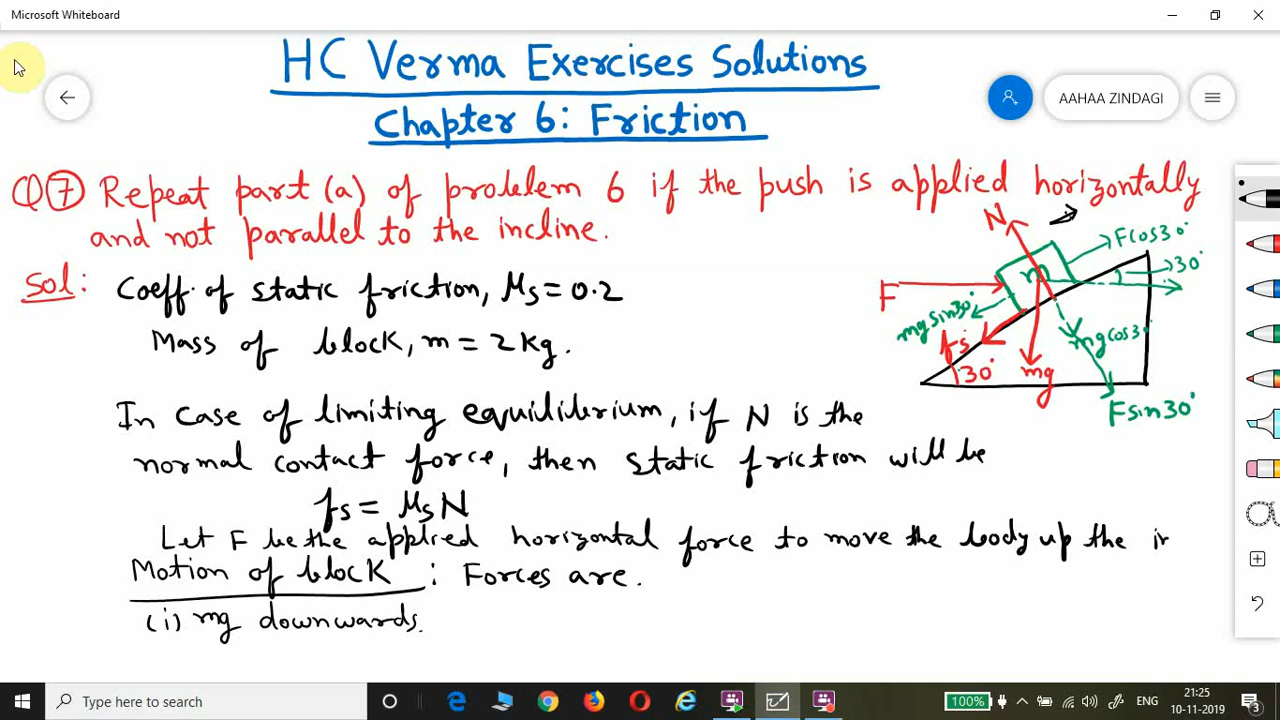 Microsoft Whiteboard
HC Verma Exercises Solutions
Chapter 6: Friction
AAHAA ZINDAGI
Q 7 Repeat part (a) of problem 6 if the push is applied horizontally
and not parallel to the incline.
Sol: Coeff. of static friction, μs = 0.2
Mass of block, m = 2 kg.
In case of limiting equilibrium, if N is the
normal contact force, then static friction will be
fs = μs N
Let F be the applied horizontal force to move the body up the in
Motion of block : Forces are.
(i) mg downwards.
N
F cos 30°
m
30°
F
mg sin 30°
fs
mg cos 30°
30°
mg
F sin 30°
Type here to search
100%
ENG
21:25
10-11-2019
3